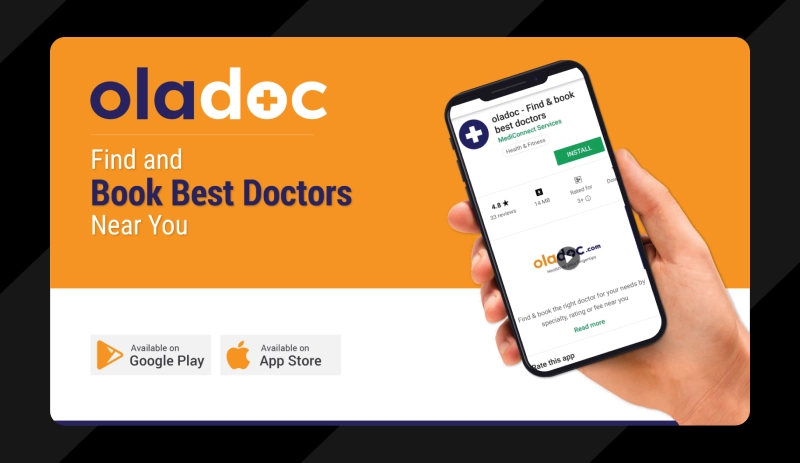 oladoc
Find and
Book Best Doctors
Near You
Available on
Google Play
Available on
App Store
oladoc - Find & book
best doctors
MediConnect Services
Health & Fitness
INSTALL
4.8 ★
33 reviews
14 MB
Rated for
3+
oladoc.com
Find & book the right doctor for your needs by
specialty, rating or fee near you
Read more
Rate this app